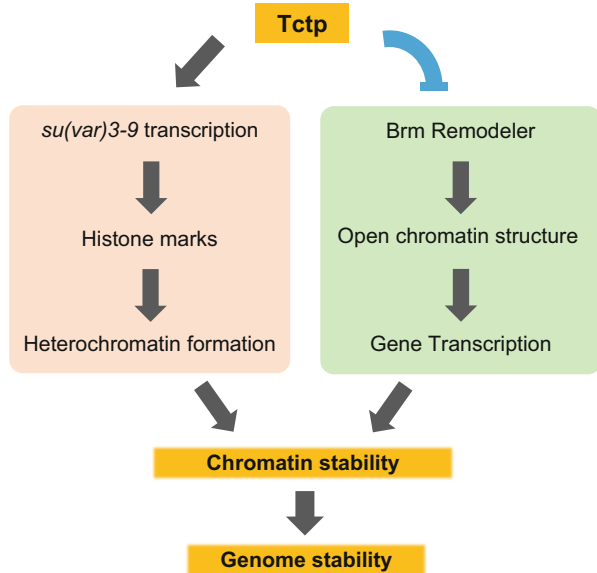 Tctp
su(var)3-9 transcription
Histone marks
Heterochromatin formation
Brm Remodeler
Open chromatin structure
Gene Transcription
Chromatin stability
Genome stability